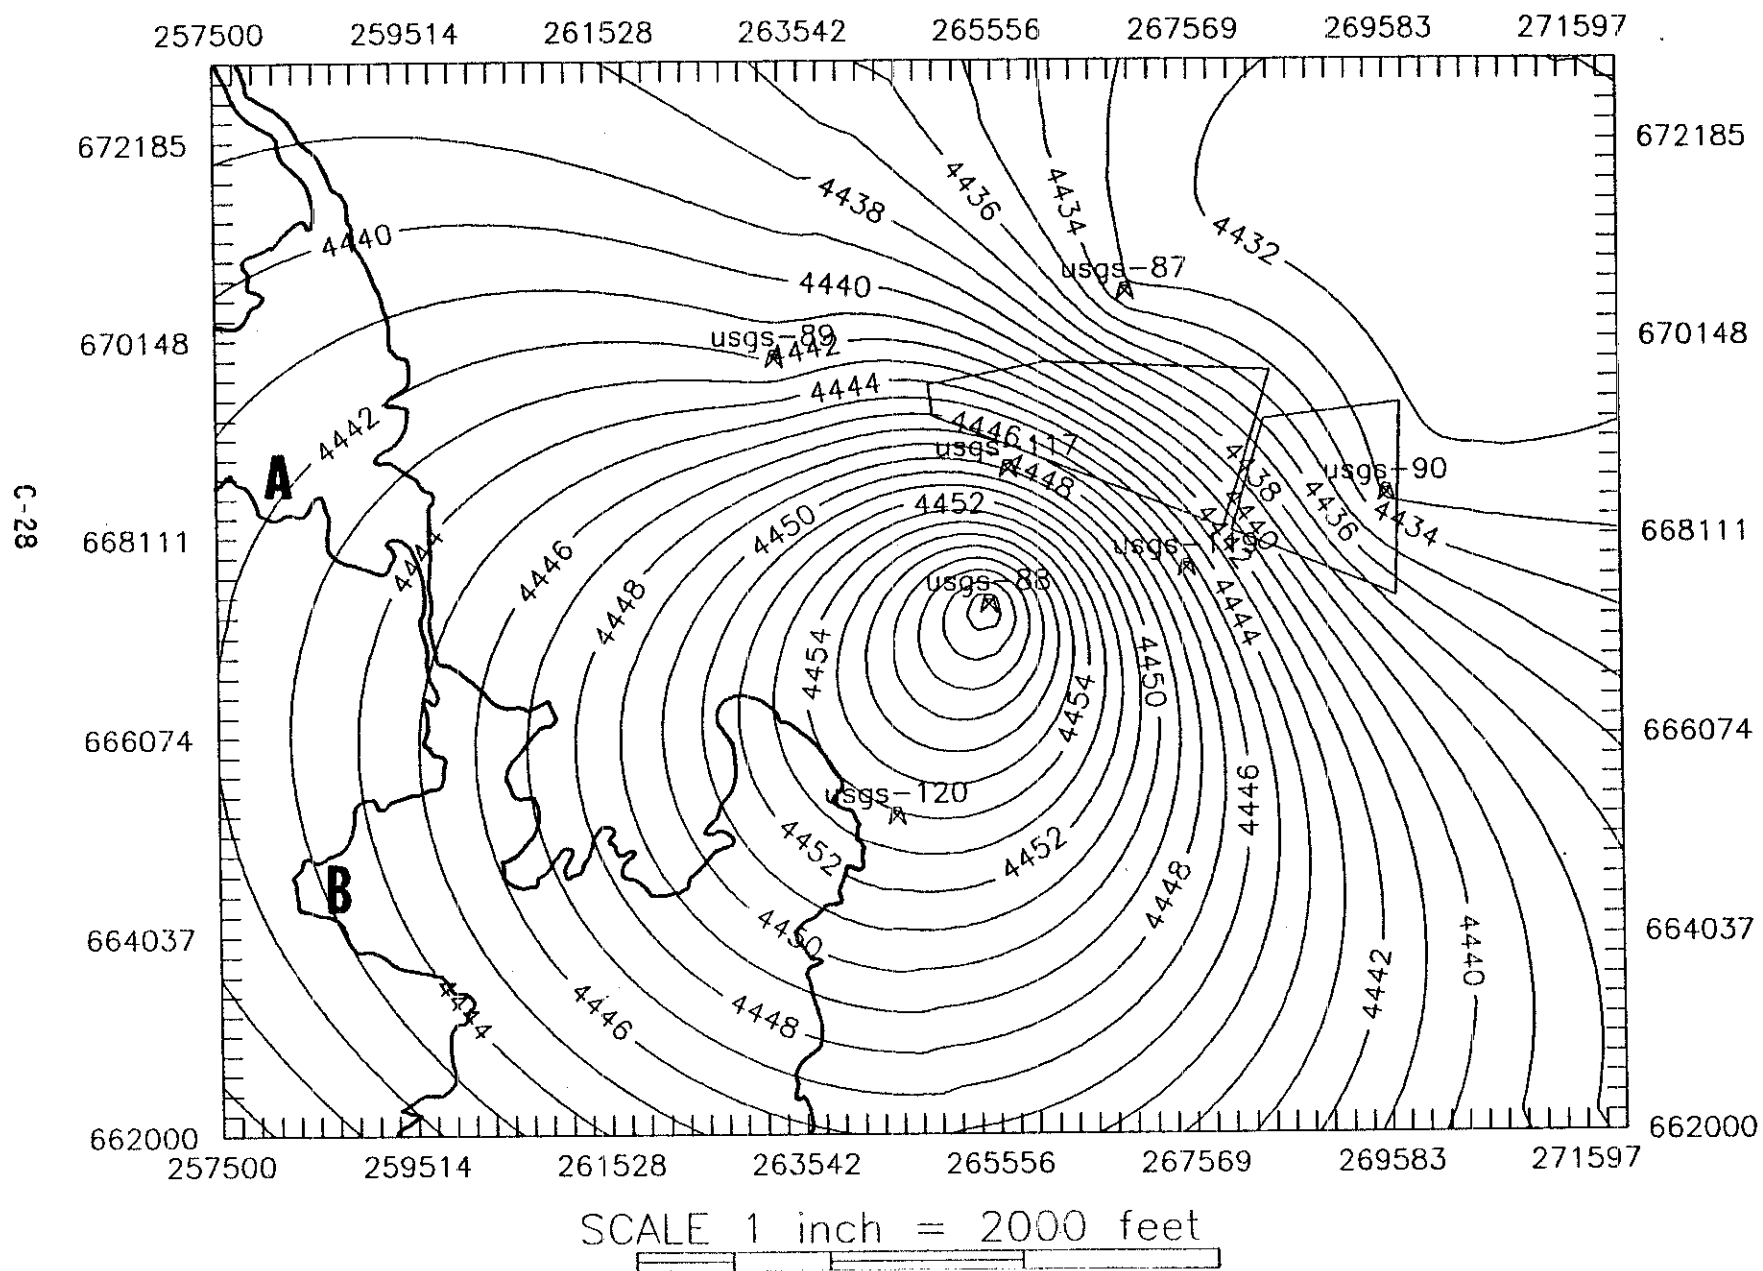 257500 259514 261528 263542 265556 267569 269583 271597
672185 672185
4438 4436 4434 4432
4440
usgs-87
4440
670148 usgs-89 670148
4442
4444
4442
4446
usgs-117
4448
4438 usgs-90
A
4452
4450 4440 4436 4434
C-28
668111 4442 668111
4444 4446 usgs-119
usgs-88
4448 4444
4454 4450
4454
666074 666074
usgs-120 4446
4452 4452
B 4448
4450
664037 664037
4440
4442
4444 4446 4448
662000 662000
257500 259514 261528 263542 265556 267569 269583 271597
SCALE 1 inch = 2000 feet